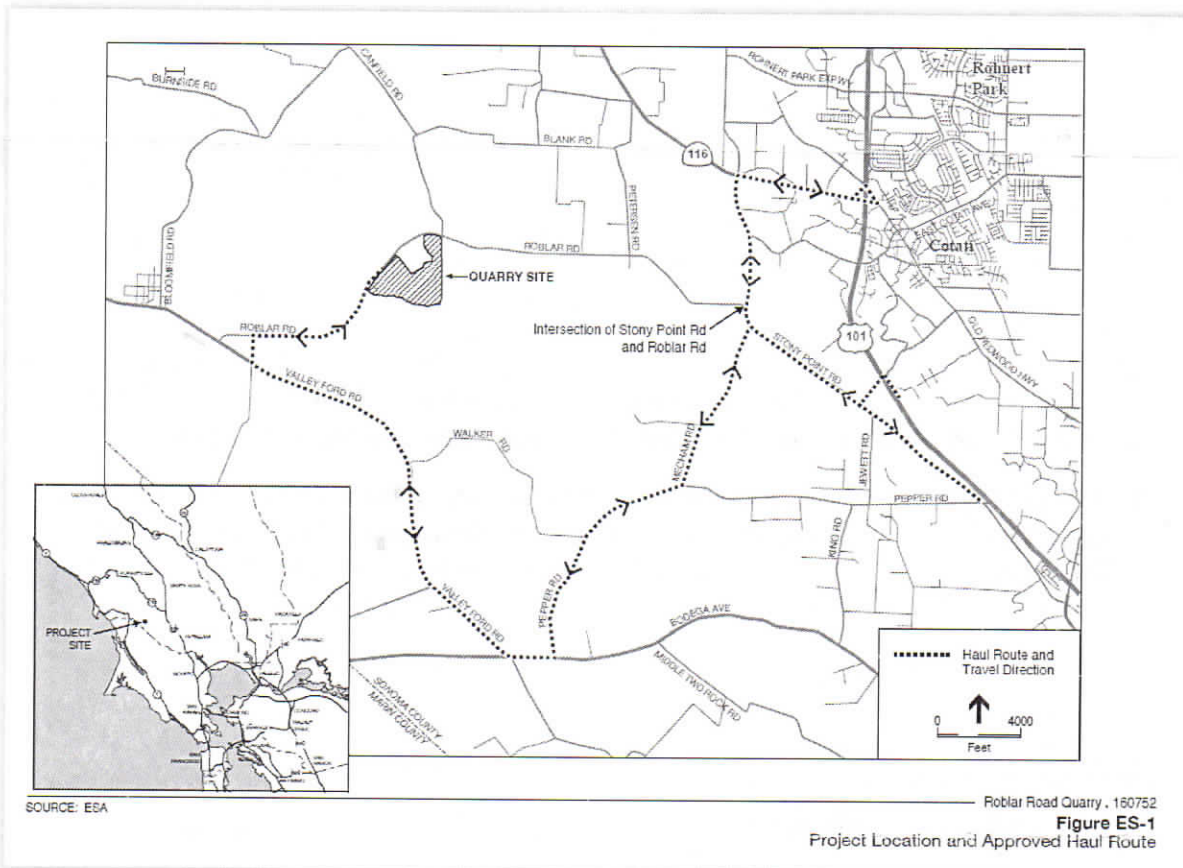 Rohnert
Park
ROHNERT PARK EXPWY
CANFIELD RD
BURNSIDE RD
BLANK RD
116
PETERSEN RD
EAST COTATI AVE
Cotati
BLOOMFIELD RD
ROBLAR RD
QUARRY SITE
ROBLAR RD
Intersection of Stony Point Rd
and Roblar Rd
101
STONY POINT RD
OLD REDWOOD HWY
VALLEY FORD RD
WALKER RD
MECHAM RD
JEWETT RD
PEPPER RD
KING RD
PEPPER RD
VALLEY FORD RD
BODEGA AVE
MIDDLE TWO ROCK RD
SONOMA COUNTY
MARIN COUNTY
PROJECT
SITE
Haul Route and
Travel Direction
0 4000
Feet
SOURCE: ESA
Roblar Road Quarry . 160752
Figure ES-1
Project Location and Approved Haul Route